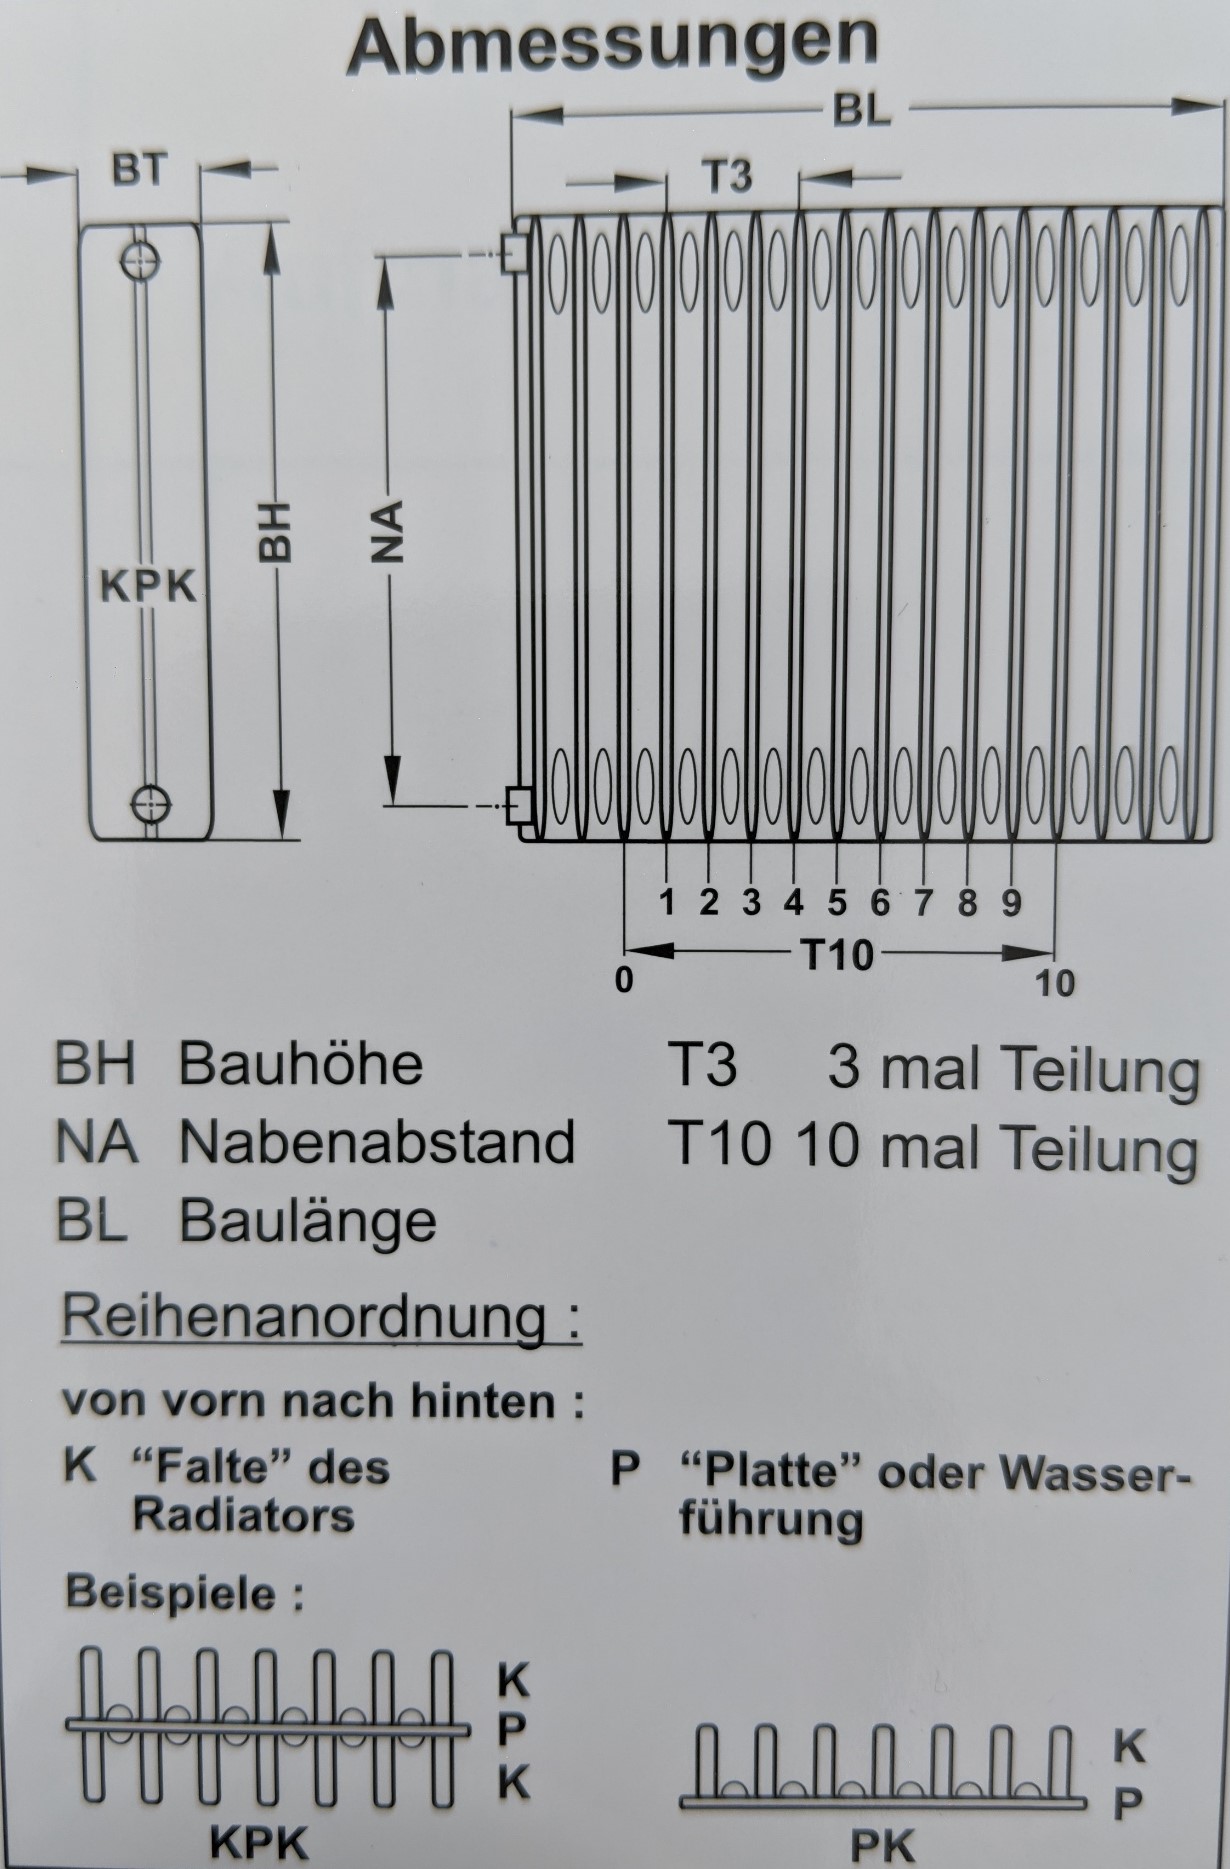 Abmessungen
BL
BT
T3
BH
NA
KPK
1 2 3 4 5 6 7 8 9
T10
0 10
BH Bauhöhe
T3 3 mal Teilung
NA Nabenabstand
T10 10 mal Teilung
BL Baulänge
Reihenanordnung :
von vorn nach hinten :
K “Falte” des
Radiators
P “Platte” oder Wasser-
führung
Beispiele :
K
P
K
KPK
K
P
PK